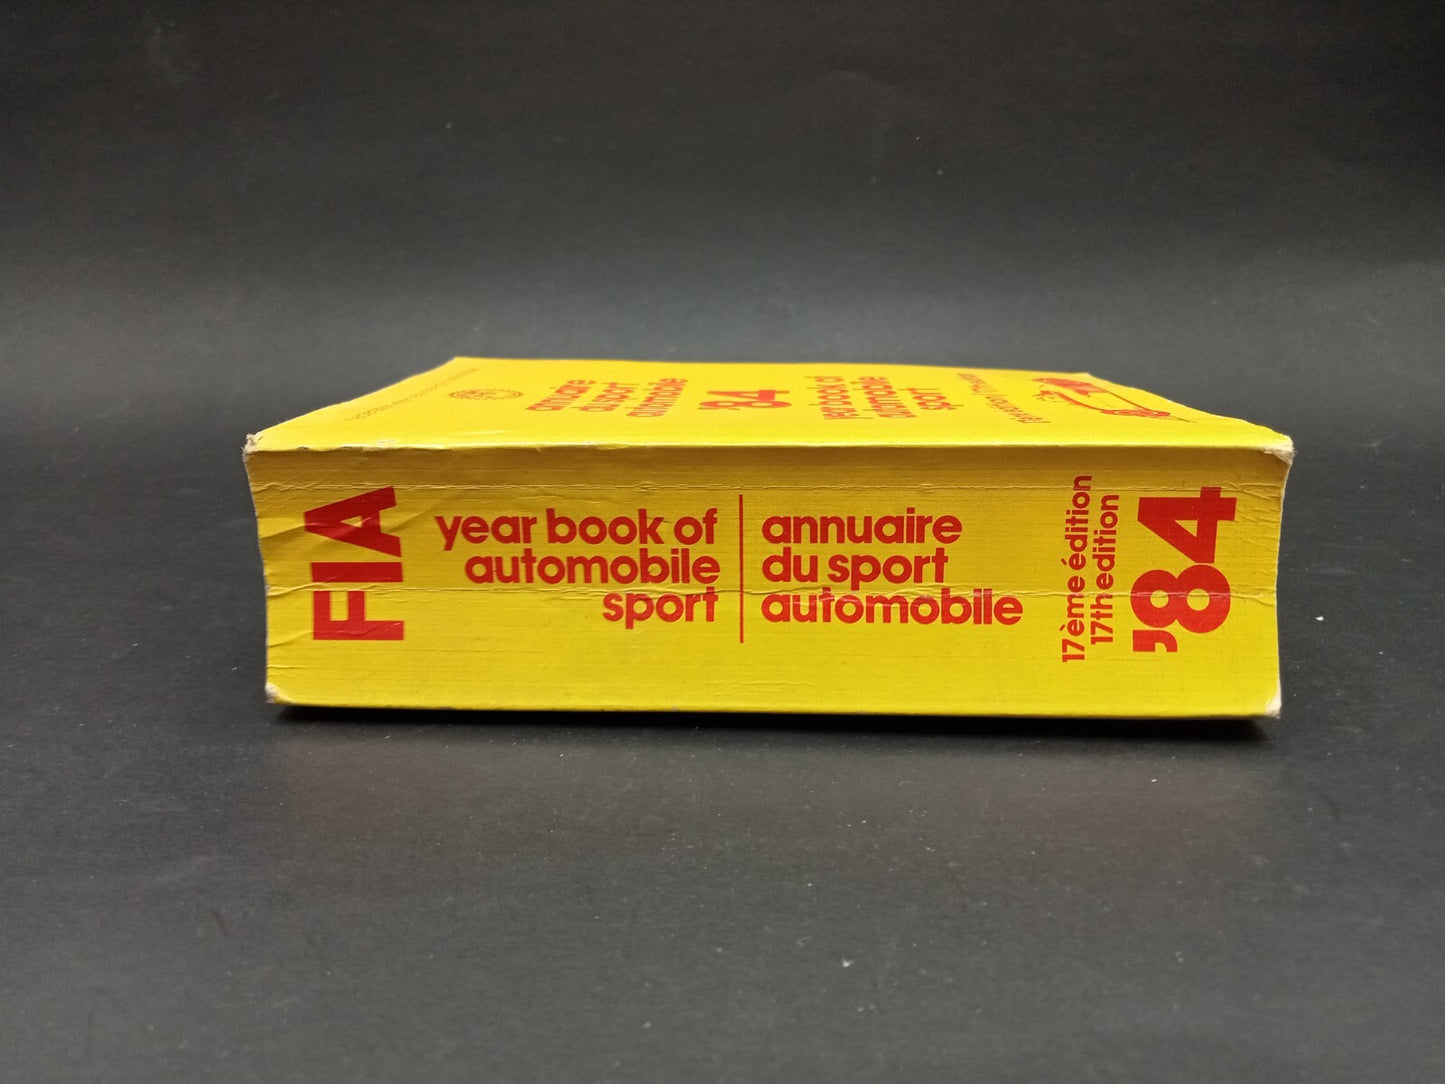 annuaire
du sport
automobile
'84
year book of
automobile
sport
FIA
year book of
automobile
sport
annuaire
du sport
automobile
17ème édition
17th edition
'84